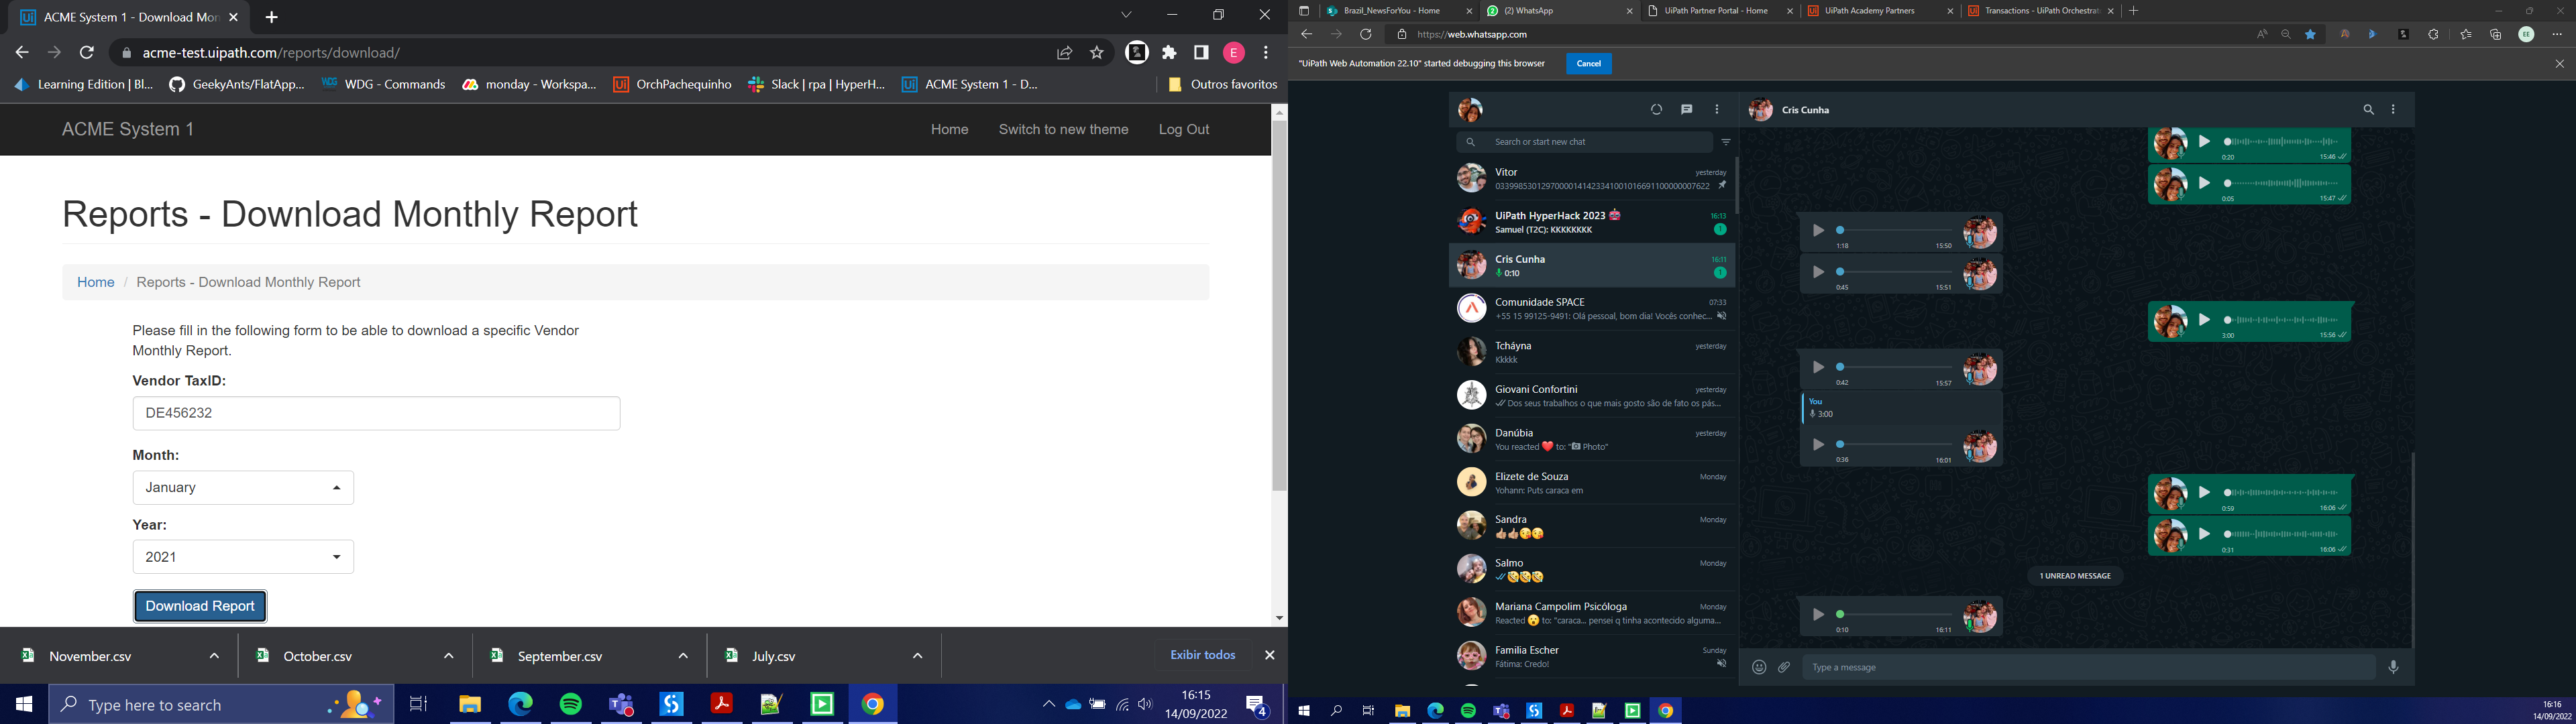 ACME System 1 - Download Mon
acme-test.uipath.com/reports/download/
E
Learning Edition | Bl...
GeekyAnts/FlatApp...
WDG - Commands
monday - Workspa...
OrchPachequinho
Slack | rpa | HyperH...
ACME System 1 - D...
Outros favoritos
ACME System 1
Home
Switch to new theme
Log Out
Reports - Download Monthly Report
Home / Reports - Download Monthly Report
Please fill in the following form to be able to download a specific Vendor
Monthly Report.
Vendor TaxID:
DE456232
Month:
January
Year:
2021
Download Report
November.csv
October.csv
September.csv
July.csv
Exibir todos
Type here to search
16:15
14/09/2022
4
Brazil_NewsForYou - Home
(2) WhatsApp
UiPath Partner Portal - Home
UiPath Academy Partners
Transactions - UiPath Orchestrat
https://web.whatsapp.com
EE
"UiPath Web Automation 22.10" started debugging this browser
Cancel
Search or start new chat
Vitor
yesterday
03399853012970000141423341001016691100000007622
UiPath HyperHack 2023
16:13
Samuel (T2C): KKKKKKKK
1
Cris Cunha
16:11
0:10
1
Comunidade SPACE
07:33
+55 15 99125-9491: Olá pessoal, bom dia! Vocês conhec...
Tcháyna
yesterday
Kkkkk
Giovani Confortini
yesterday
Dos seus trabalhos o que mais gosto são de fato os pás...
Danúbia
yesterday
You reacted ❤️ to: "📷 Photo"
Elizete de Souza
Monday
Yohann: Puts caraca em
Sandra
Monday
Salmo
Monday
Mariana Campolim Psicóloga
Monday
Reacted 😮 to: "caraca... pensei q tinha acontecido alguma...
Familia Escher
Sunday
Fátima: Credo!
Cris Cunha
0:20
15:46
0:05
15:47
1:18
15:50
0:45
15:51
3:00
15:56
0:42
15:57
You
3:00
0:36
16:01
0:59
16:06
0:31
16:06
1 UNREAD MESSAGE
0:10
16:11
Type a message
16:16
14/09/2022